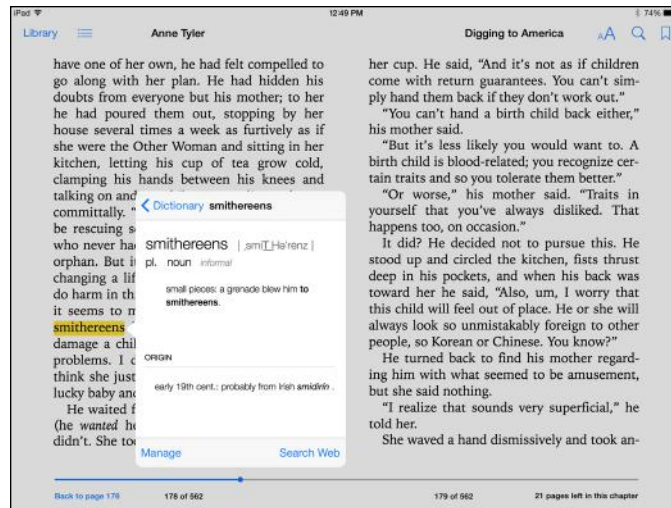 iPad
12:49 PM
74%
Library
Anne Tyler
Digging to America
AA
have one of her own, he had felt compelled to
go along with her plan. He had hidden his
doubts from everyone but his mother; to her
he had poured them out, stopping by her
house several times a week as furtively as if
she were the Other Woman and sitting in her
kitchen, letting his cup of tea grow cold,
clamping his hands between his knees and
talking on and
committally. “
be rescuing s
who never ha
orphan. But i
changing a lif
do harm in th
it seems to m
smithereens
damage a chil
problems. I
think she just
lucky baby and
He waited f
(he wanted he
didn't. She too
Dictionary smithereens
smithereens | ˌsmiT͟Həˈrenz |
pl. noun informal
small pieces: a grenade blew him to
smithereens.
ORIGIN
early 19th cent.: probably from Irish smidirín .
Manage
Search Web
her cup. He said, “And it's not as if children
come with return guarantees. You can't sim-
ply hand them back if they don't work out.”
“You can't hand a birth child back either,”
his mother said.
“But it's less likely you would want to. A
birth child is blood-related; you recognize cer-
tain traits and so you tolerate them better.”
“Or worse,” his mother said. “Traits in
yourself that you've always disliked. That
happens too, on occasion.”
It did? He decided not to pursue this. He
stood up and circled the kitchen, fists thrust
deep in his pockets, and when his back was
toward her he said, “Also, um, I worry that
this child will feel out of place. He or she will
always look so unmistakably foreign to other
people, so Korean or Chinese. You know?”
He turned back to find his mother regard-
ing him with what seemed to be amusement,
but she said nothing.
“I realize that sounds very superficial,” he
told her.
She waved a hand dismissively and took an-
Back to page 176
178 of 562
179 of 562
21 pages left in this chapter